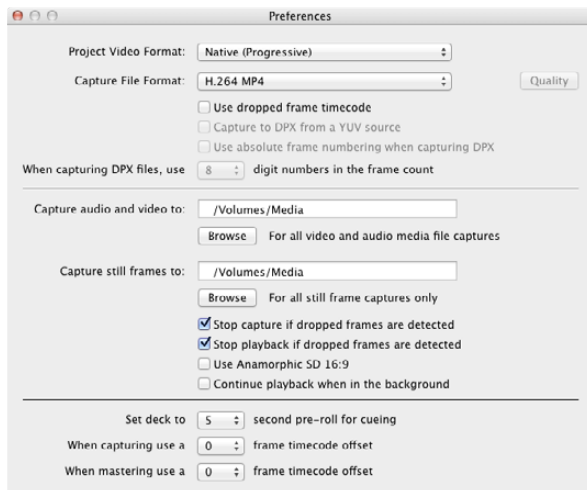 Preferences
Project Video Format: Native (Progressive)
Capture File Format: H.264 MP4 Quality
Use dropped frame timecode
Capture to DPX from a YUV source
Use absolute frame numbering when capturing DPX
When capturing DPX files, use 8 digit numbers in the frame count
Capture audio and video to: /Volumes/Media
Browse For all video and audio media file captures
Capture still frames to: /Volumes/Media
Browse For all still frame captures only
Stop capture if dropped frames are detected
Stop playback if dropped frames are detected
Use Anamorphic SD 16:9
Continue playback when in the background
Set deck to 5 second pre-roll for cueing
When capturing use a 0 frame timecode offset
When mastering use a 0 frame timecode offset